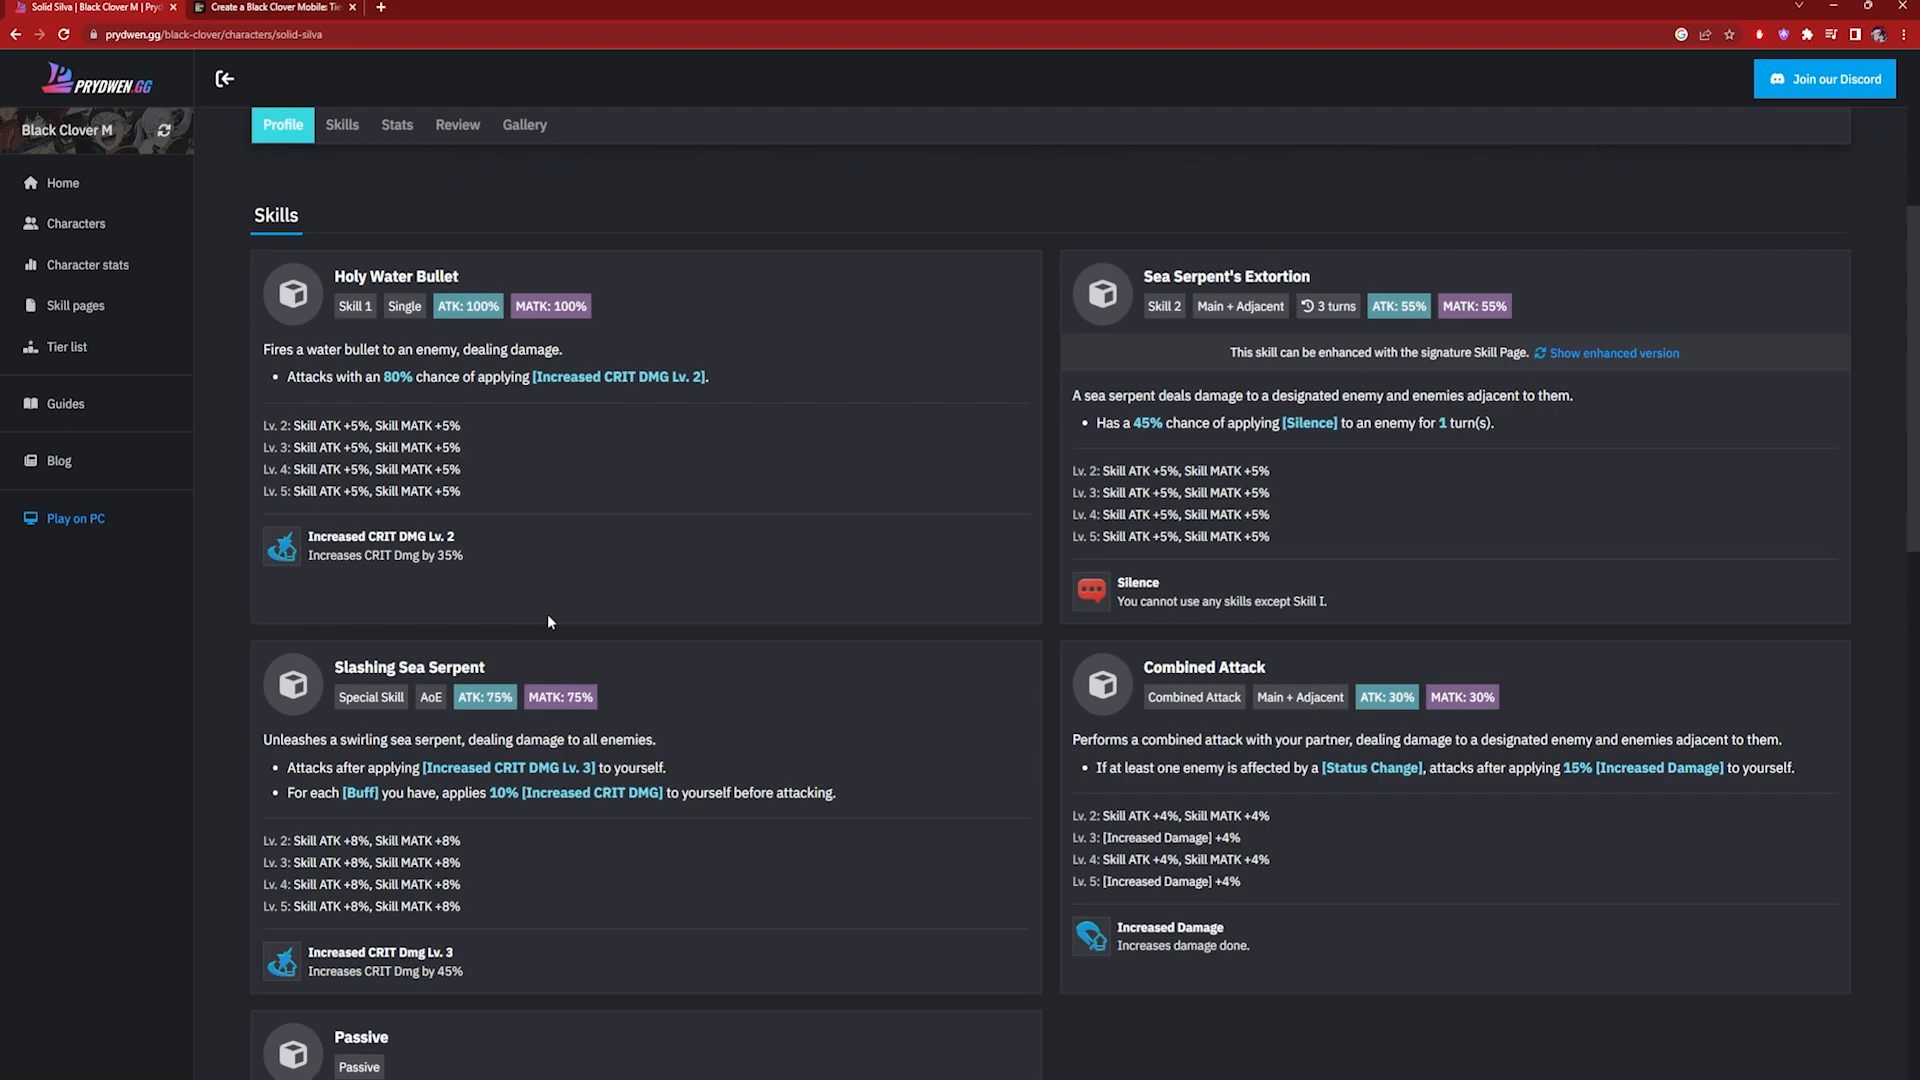 Solid Silva | Black Clover M | Pryd
Create a Black Clover Mobile: Tie
prydwen.gg/black-clover/characters/solid-silva
PRYDWEN.GG
Join our Discord
Black Clover M
Home
Characters
Character stats
Skill pages
Tier list
Guides
Blog
Play on PC
Profile Skills Stats Review Gallery
Skills
Holy Water Bullet
Skill 1 Single ATK: 100% MATK: 100%
Fires a water bullet to an enemy, dealing damage.
• Attacks with an 80% chance of applying [Increased CRIT DMG Lv. 2].
Lv. 2: Skill ATK +5%, Skill MATK +5%
Lv. 3: Skill ATK +5%, Skill MATK +5%
Lv. 4: Skill ATK +5%, Skill MATK +5%
Lv. 5: Skill ATK +5%, Skill MATK +5%
Increased CRIT DMG Lv. 2
Increases CRIT Dmg by 35%
Sea Serpent's Extortion
Skill 2 Main + Adjacent 3 turns ATK: 55% MATK: 55%
This skill can be enhanced with the signature Skill Page. Show enhanced version
A sea serpent deals damage to a designated enemy and enemies adjacent to them.
• Has a 45% chance of applying [Silence] to an enemy for 1 turn(s).
Lv. 2: Skill ATK +5%, Skill MATK +5%
Lv. 3: Skill ATK +5%, Skill MATK +5%
Lv. 4: Skill ATK +5%, Skill MATK +5%
Lv. 5: Skill ATK +5%, Skill MATK +5%
Silence
You cannot use any skills except Skill I.
Slashing Sea Serpent
Special Skill AoE ATK: 75% MATK: 75%
Unleashes a swirling sea serpent, dealing damage to all enemies.
• Attacks after applying [Increased CRIT DMG Lv. 3] to yourself.
• For each [Buff] you have, applies 10% [Increased CRIT DMG] to yourself before attacking.
Lv. 2: Skill ATK +8%, Skill MATK +8%
Lv. 3: Skill ATK +8%, Skill MATK +8%
Lv. 4: Skill ATK +8%, Skill MATK +8%
Lv. 5: Skill ATK +8%, Skill MATK +8%
Increased CRIT Dmg Lv. 3
Increases CRIT Dmg by 45%
Combined Attack
Combined Attack Main + Adjacent ATK: 30% MATK: 30%
Performs a combined attack with your partner, dealing damage to a designated enemy and enemies adjacent to them.
• If at least one enemy is affected by a [Status Change], attacks after applying 15% [Increased Damage] to yourself.
Lv. 2: Skill ATK +4%, Skill MATK +4%
Lv. 3: [Increased Damage] +4%
Lv. 4: Skill ATK +4%, Skill MATK +4%
Lv. 5: [Increased Damage] +4%
Increased Damage
Increases damage done.
Passive
Passive